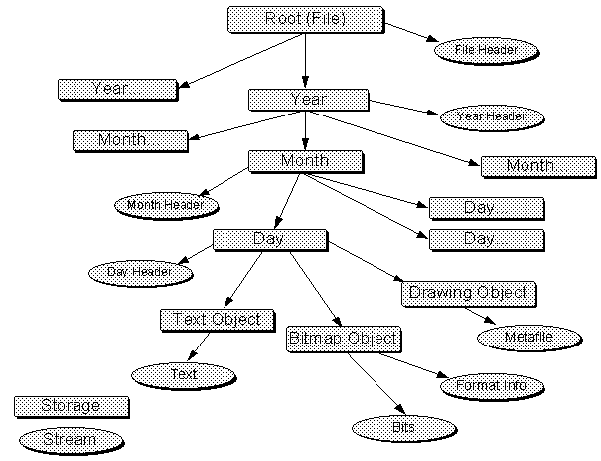 Root (File)
File Header
Year
Year
Year Header
Month
Month
Month
Month Header
Day
Day
Day
Day Header
Drawing Object
Text Object
Bitmap Object
Metafile
Text
Format Info
Storage
Bits
Stream